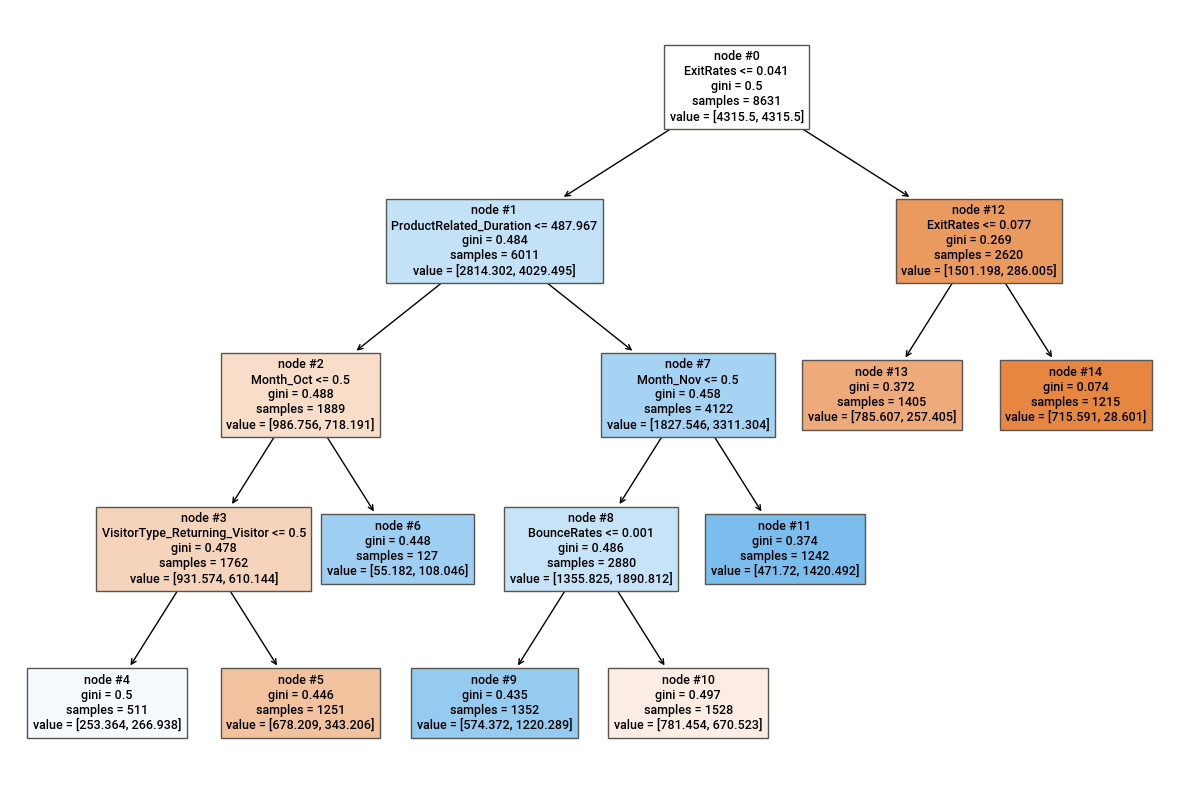 node #0
ExitRates <= 0.041
gini = 0.5
samples = 8631
value = [4315.5, 4315.5]
node #1
ProductRelated_Duration <= 487.967
gini = 0.484
samples = 6011
value = [2814.302, 4029.495]
node #12
ExitRates <= 0.077
gini = 0.269
samples = 2620
value = [1501.198, 286.005]
node #2
Month_Oct <= 0.5
gini = 0.488
samples = 1889
value = [986.756, 718.191]
node #7
Month_Nov <= 0.5
gini = 0.458
samples = 4122
value = [1827.546, 3311.304]
node #13
gini = 0.372
samples = 1405
value = [785.607, 257.405]
node #14
gini = 0.074
samples = 1215
value = [715.591, 28.601]
node #3
VisitorType_Returning_Visitor <= 0.5
gini = 0.478
samples = 1762
value = [931.574, 610.144]
node #6
gini = 0.448
samples = 127
value = [55.182, 108.046]
node #8
BounceRates <= 0.001
gini = 0.486
samples = 2880
value = [1355.825, 1890.812]
node #11
gini = 0.374
samples = 1242
value = [471.72, 1420.492]
node #4
gini = 0.5
samples = 511
value = [253.364, 266.938]
node #5
gini = 0.446
samples = 1251
value = [678.209, 343.206]
node #9
gini = 0.435
samples = 1352
value = [574.372, 1220.289]
node #10
gini = 0.497
samples = 1528
value = [781.454, 670.523]